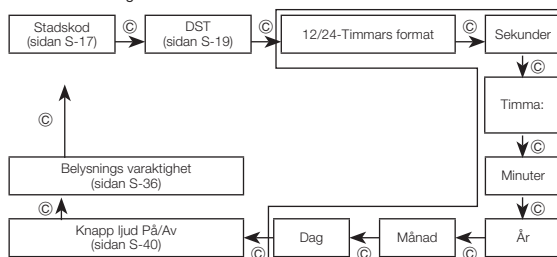 Stadskod
(sidan S-17)
©
DST
(sidan S-19)
©
12/24-Timmars format
©
Sekunder
©
Timma:
©
Minuter
©
År
©
Månad
©
Dag
©
Knapp ljud På/Av
(sidan S-40)
©
Belysnings varaktighet
(sidan S-36)
©